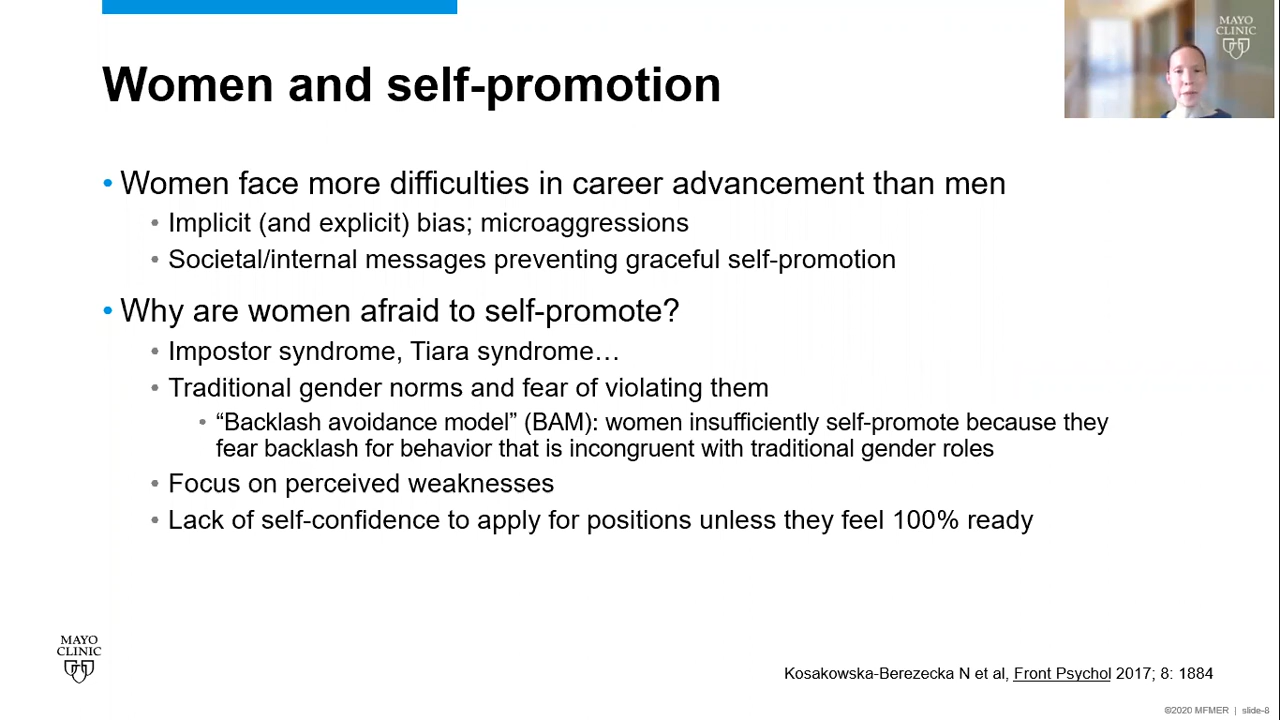 MAYO
CLINIC
Women and self-promotion
• Women face more difficulties in career advancement than men
• Implicit (and explicit) bias; microaggressions
• Societal/internal messages preventing graceful self-promotion
• Why are women afraid to self-promote?
• Impostor syndrome, Tiara syndrome…
• Traditional gender norms and fear of violating them
• “Backlash avoidance model” (BAM): women insufficiently self-promote because they
fear backlash for behavior that is incongruent with traditional gender roles
• Focus on perceived weaknesses
• Lack of self-confidence to apply for positions unless they feel 100% ready
MAYO
CLINIC
Kosakowska-Berezecka N et al, Front Psychol 2017; 8: 1884
©2020 MFMER | slide-8